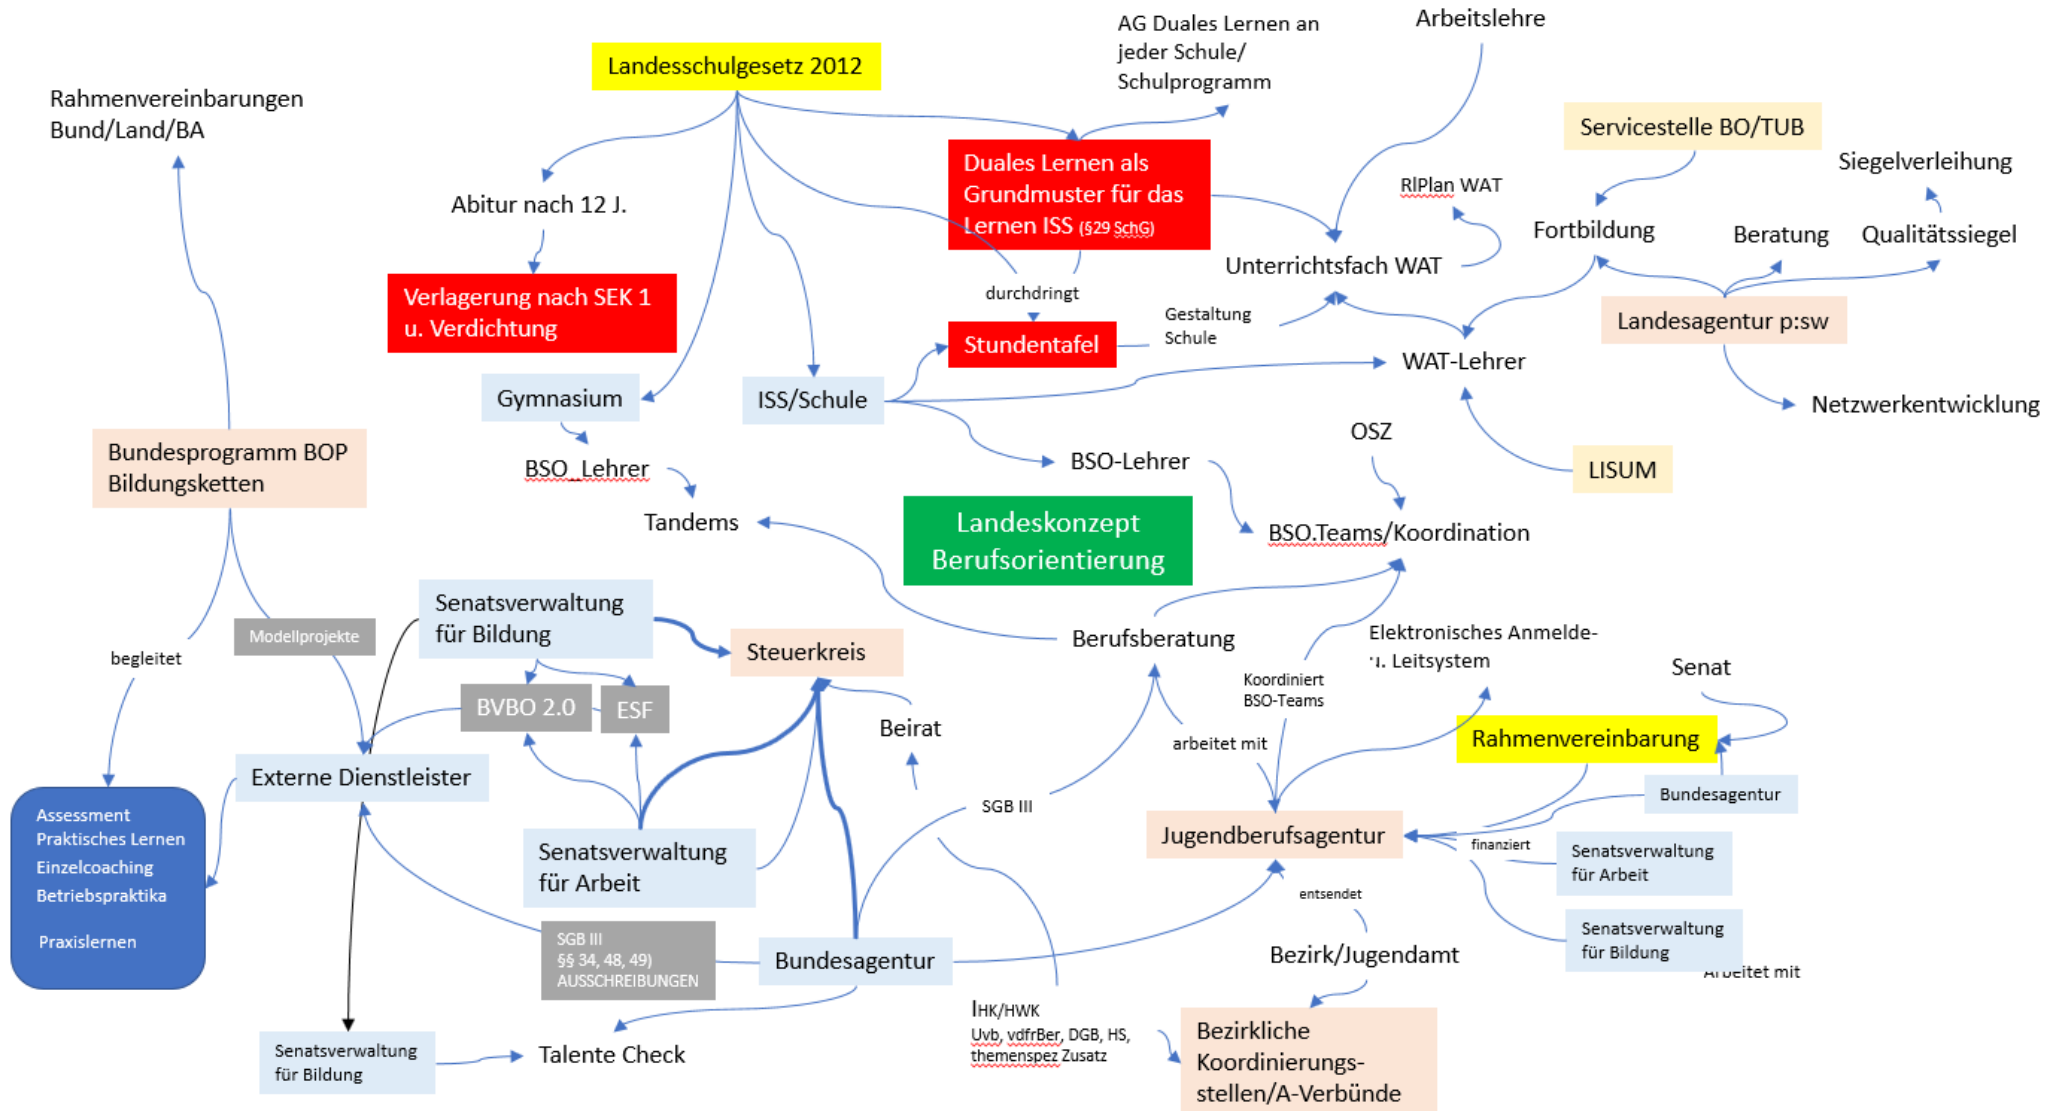 AG Duales Lernen an
jeder Schule/
Schulprogramm
Arbeitslehre
Landesschulgesetz 2012
Rahmenvereinbarungen
Bund/Land/BA
Servicestelle BO/TUB
Siegelverleihung
Duales Lernen als
Grundmuster für das
Lernen ISS (§29 SchG)
RlPlan WAT
Abitur nach 12 J.
Fortbildung
Beratung
Qualitätssiegel
Unterrichtsfach WAT
durchdringt
Verlagerung nach SEK 1
u. Verdichtung
Gestaltung
Schule
Landesagentur p:sw
Stundentafel
WAT-Lehrer
Gymnasium
ISS/Schule
Netzwerkentwicklung
OSZ
Bundesprogramm BOP
Bildungsketten
BSO_Lehrer
BSO-Lehrer
LISUM
Tandems
Landeskonzept
Berufsorientierung
BSO.Teams/Koordination
Senatsverwaltung
für Bildung
Modellprojekte
Steuerkreis
Berufsberatung
Elektronisches Anmelde-
u. Leitsystem
begleitet
Senat
Koordiniert
BSO-Teams
BVBO 2.0
ESF
Beirat
arbeitet mit
Rahmenvereinbarung
Externe Dienstleister
SGB III
Bundesagentur
Assessment
Praktisches Lernen
Einzelcoaching
Betriebspraktika
Praxislernen
Jugendberufsagentur
finanziert
Senatsverwaltung
für Arbeit
Senatsverwaltung
für Arbeit
entsendet
Senatsverwaltung
für Bildung
Arbeitet mit
SGB III
§§ 34, 48, 49)
AUSSCHREIBUNGEN
Bundesagentur
Bezirk/Jugendamt
IHK/HWK
Uvb, vdfrBer, DGB, HS,
themenspez Zusatz
Bezirkliche
Koordinierungs-
stellen/A-Verbünde
Senatsverwaltung
für Bildung
Talente Check